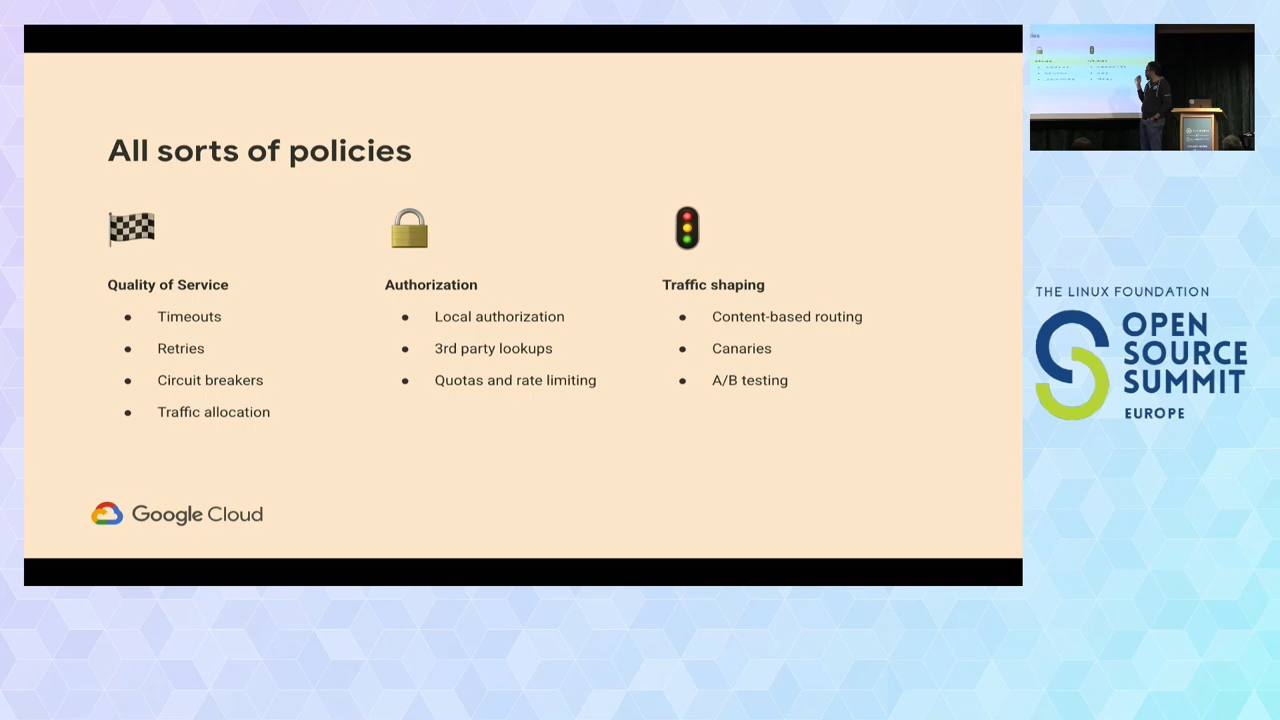 All sorts of policies
Quality of Service
Timeouts
Retries
Circuit breakers
Traffic allocation
Authorization
Local authorization
3rd party lookups
Quotas and rate limiting
Traffic shaping
Content-based routing
Canaries
A/B testing
Google Cloud
THE LINUX FOUNDATION
OPEN
SOURCE
SUMMIT
EUROPE